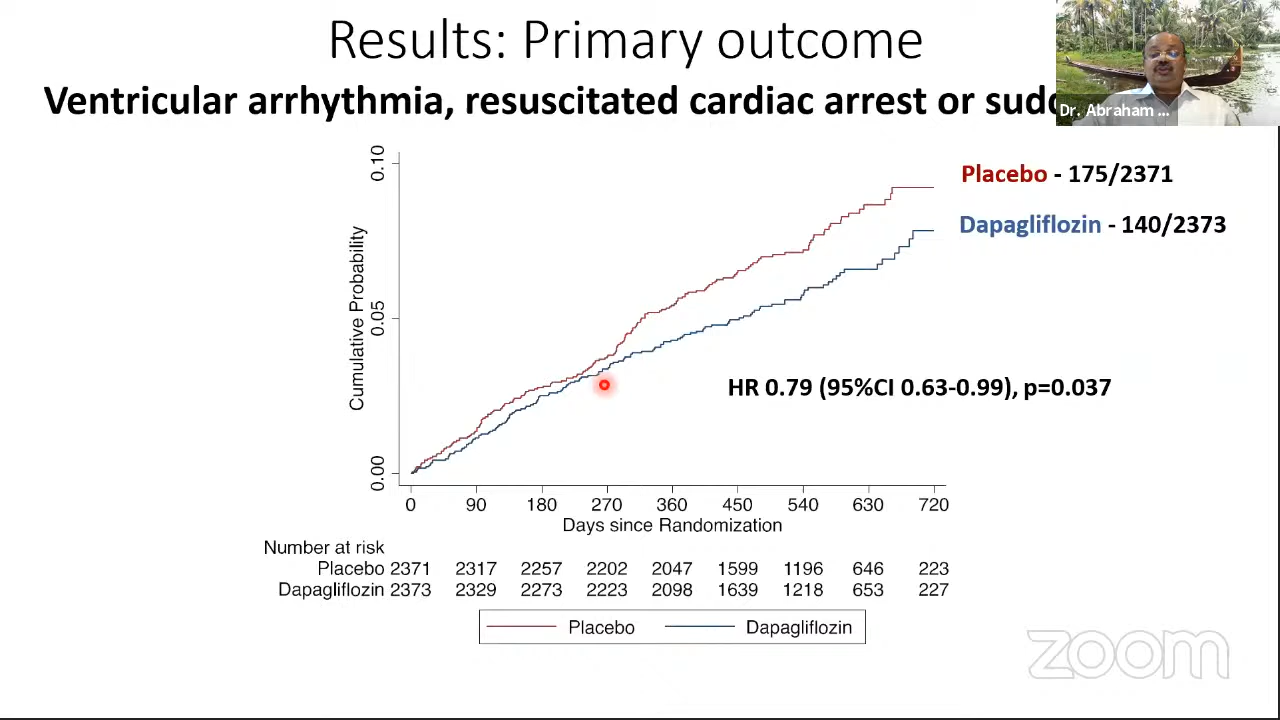 Results: Primary outcome
Ventricular arrhythmia, resuscitated cardiac arrest or
Dr. Abraham ...
Placebo - 175/2371
Dapagliflozin - 140/2373
HR 0.79 (95%CI 0.63-0.99), p=0.037
Cumulative Probability
0.10
0.05
0.00
0 90 180 270 360 450 540 630 720
Days since Randomization
Number at risk
Placebo 2371 2317 2257 2202 2047 1599 1196 646 223
Dapagliflozin 2373 2329 2273 2223 2098 1639 1218 653 227
Placebo Dapagliflozin
zoom